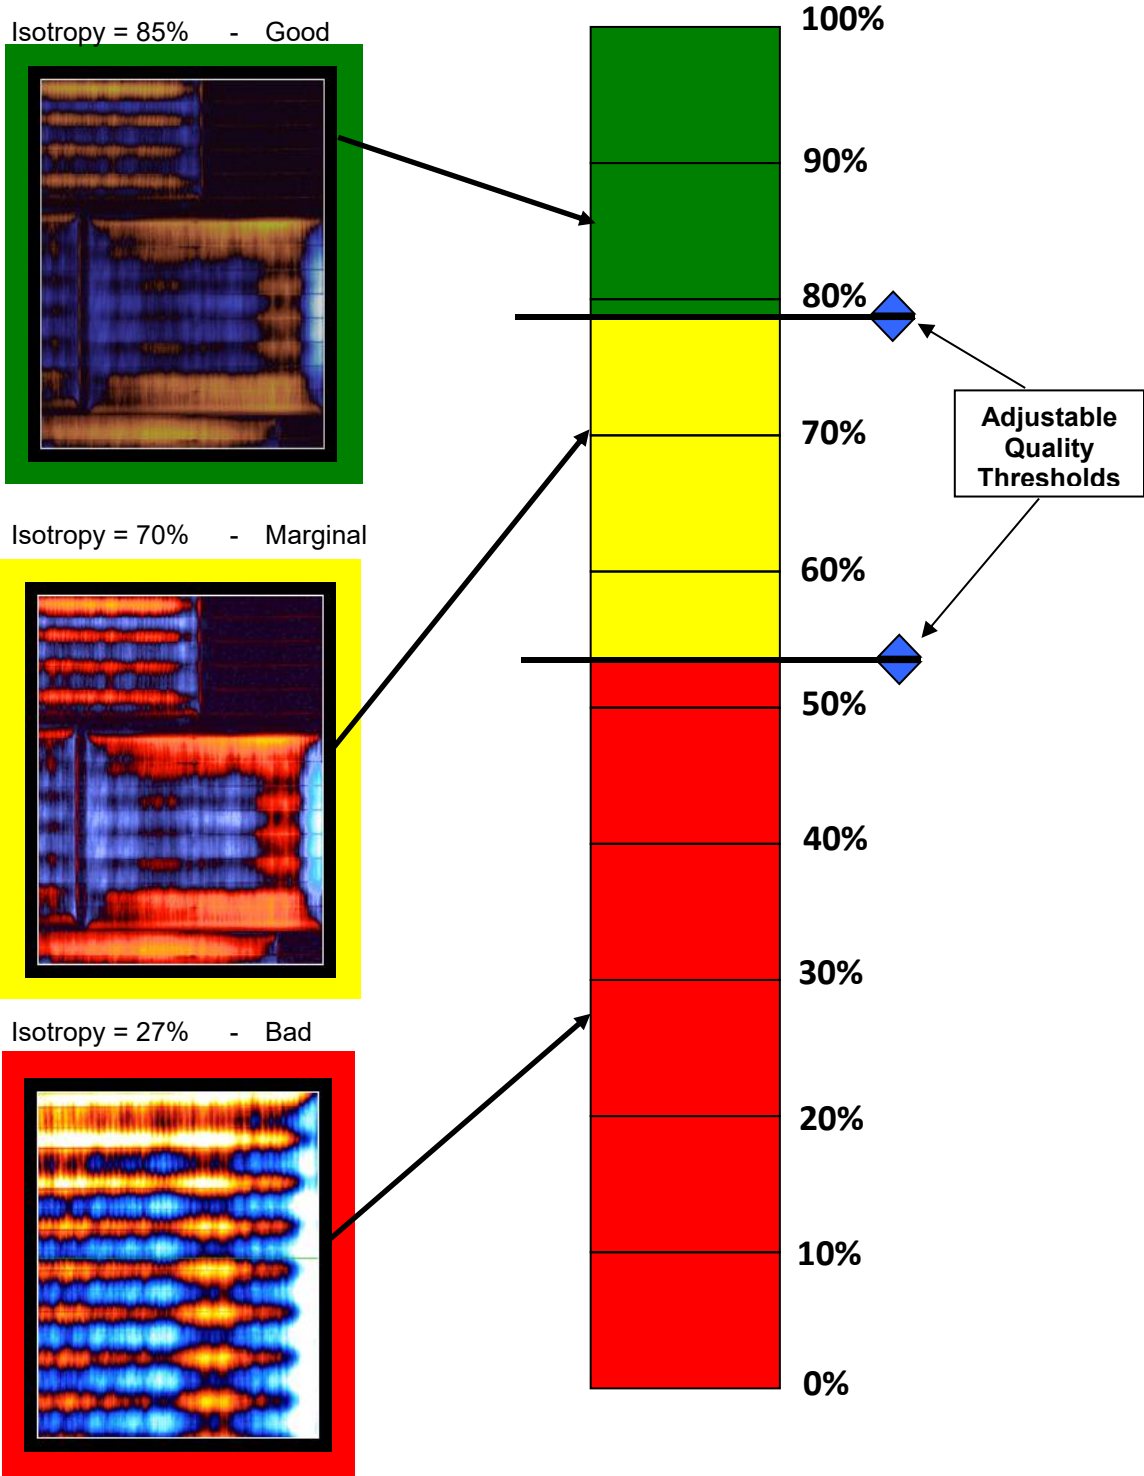 Isotropy = 85% - Good
Isotropy = 70% - Marginal
Isotropy = 27% - Bad
100%
90%
80%
70%
60%
50%
40%
30%
20%
10%
0%
Adjustable
Quality
Thresholds